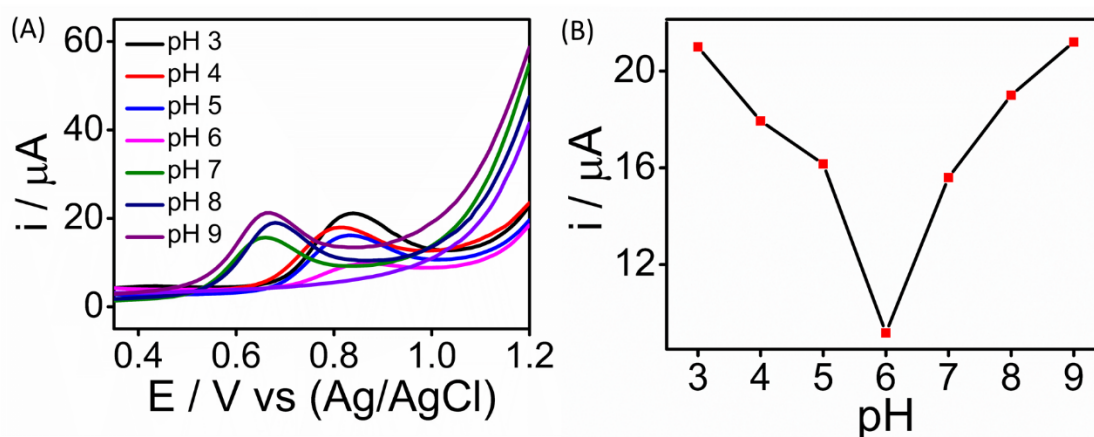 (A)
60
40
20
0
i / μA
pH 3
pH 4
pH 5
pH 6
pH 7
pH 8
pH 9
0.4 0.6 0.8 1.0 1.2
E / V vs (Ag/AgCl)
(B)
20
16
12
i / μA
3 4 5 6 7 8 9
pH